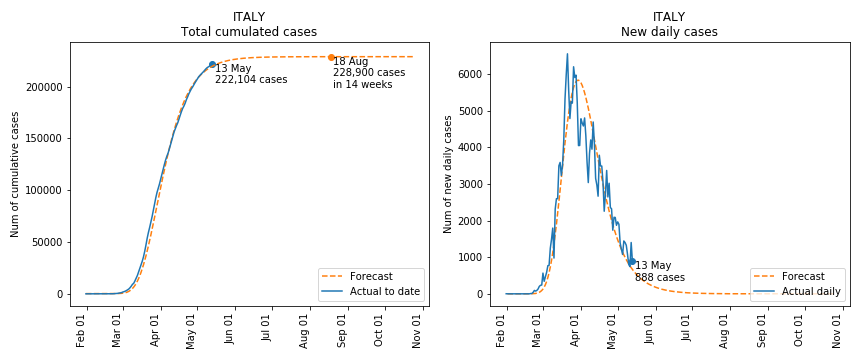 ITALY
Total cumulated cases
Num of cumulative cases
200000
150000
100000
50000
0
13 May
222,104 cases
18 Aug
228,900 cases
in 14 weeks
Forecast
Actual to date
Feb 01
Mar 01
Apr 01
May 01
Jun 01
Jul 01
Aug 01
Sep 01
Oct 01
Nov 01
ITALY
New daily cases
Num of new daily cases
6000
5000
4000
3000
2000
1000
0
13 May
888 cases
Forecast
Actual daily
Feb 01
Mar 01
Apr 01
May 01
Jun 01
Jul 01
Aug 01
Sep 01
Oct 01
Nov 01